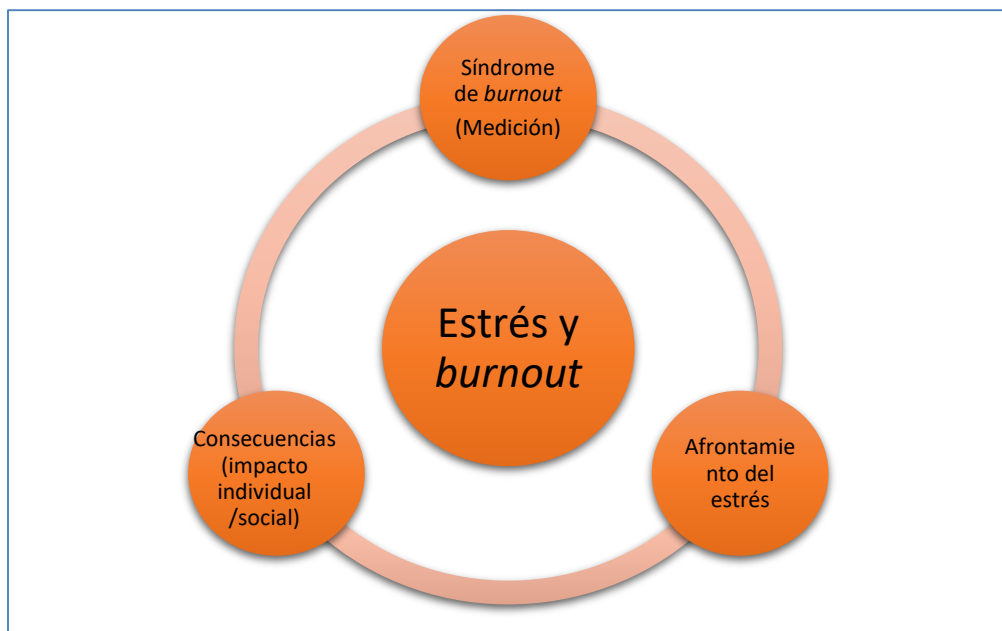 Síndrome
de burnout
(Medición)
Estrés y
burnout
Consecuencias
(impacto
individual
/social)
Afrontamie
nto del
estrés